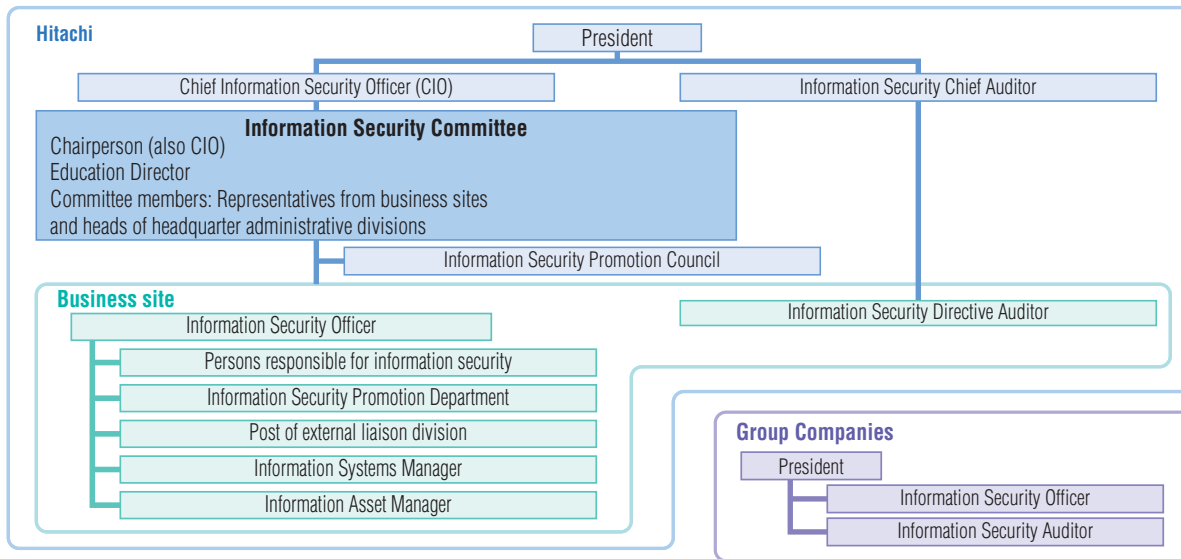 Hitachi
President
Chief Information Security Officer (CIO)
Information Security Chief Auditor
Information Security Committee
Chairperson (also CIO)
Education Director
Committee members: Representatives from business sites
and heads of headquarter administrative divisions
Information Security Promotion Council
Business site
Information Security Officer
Information Security Directive Auditor
Persons responsible for information security
Information Security Promotion Department
Post of external liaison division
Information Systems Manager
Information Asset Manager
Group Companies
President
Information Security Officer
Information Security Auditor